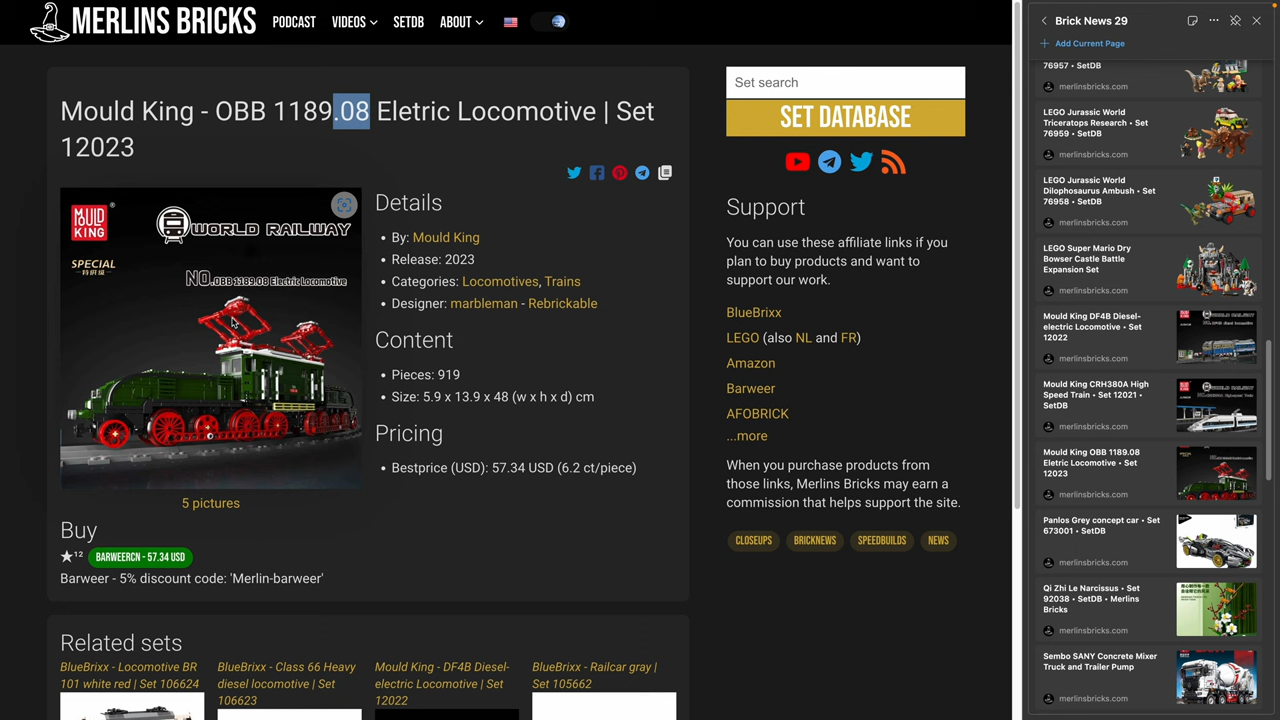 MERLINS BRICKS
PODCAST
VIDEOS
SETDB
ABOUT
Mould King - OBB 1189.08 Eletric Locomotive | Set
12023
MOULD
KING
WORLD RAILWAY
SPECIAL
NO.OBB 1189.08 Electric Locomotive
5 pictures
Details
• By: Mould King
• Release: 2023
• Categories: Locomotives, Trains
• Designer: marbleman - Rebrickable
Content
• Pieces: 919
• Size: 5.9 x 13.9 x 48 (w x h x d) cm
Pricing
• Bestprice (USD): 57.34 USD (6.2 ct/piece)
Buy
★12 BARWEERCN - 57.34 USD
Barweer - 5% discount code: 'Merlin-barweer'
Related sets
BlueBrixx - Locomotive BR
101 white red | Set 106624
BlueBrixx - Class 66 Heavy
diesel locomotive | Set
106623
Mould King - DF4B Diesel-
electric Locomotive | Set
12022
BlueBrixx - Railcar gray |
Set 105662
Set search
SET DATABASE
Support
You can use these affiliate links if you
plan to buy products and want to
support our work.
BlueBrixx
LEGO (also NL and FR)
Amazon
Barweer
AFOBRICK
...more
When you purchase products from
those links, Merlins Bricks may earn a
commission that helps support the site.
CLOSEUPS
BRICKNEWS
SPEEDBUILDS
NEWS
Brick News 29
Add Current Page
76957 • SetDB
merlinsbricks.com
LEGO Jurassic World
Triceratops Research • Set
76959 • SetDB
merlinsbricks.com
LEGO Jurassic World
Dilophosaurus Ambush • Set
76958 • SetDB
merlinsbricks.com
LEGO Super Mario Dry
Bowser Castle Battle
Expansion Set
merlinsbricks.com
Mould King DF4B Diesel-
electric Locomotive • Set
12022
merlinsbricks.com
Mould King CRH380A High
Speed Train • Set 12021 •
SetDB
merlinsbricks.com
Mould King OBB 1189.08
Eletric Locomotive • Set
12023
merlinsbricks.com
Panlos Grey concept car • Set
673001 • SetDB
merlinsbricks.com
Qi Zhi Le Narcissus • Set
92038 • SetDB • Merlins
Bricks
merlinsbricks.com
Sembo SANY Concrete Mixer
Truck and Trailer Pump
merlinsbricks.com